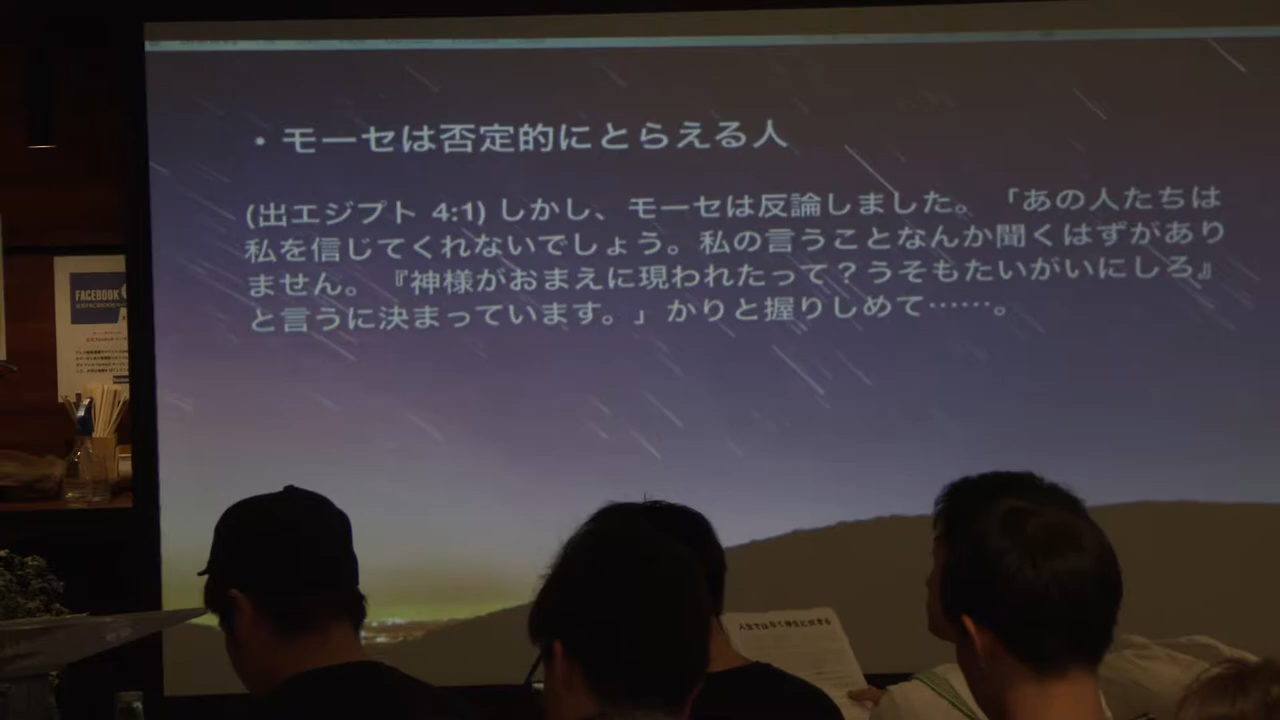 ・モーセは否定的にとらえる人
(出エジプト 4:1) しかし、モーセは反論しました。「あの人たちは
私を信じてくれないでしょう。私の言うことなんか聞くはずがあり
ません。『神様がおまえに現われたって？うそもたいがいにしろ』
と言うに決まっています。」かりと握りしめて……。
FACEBOOK